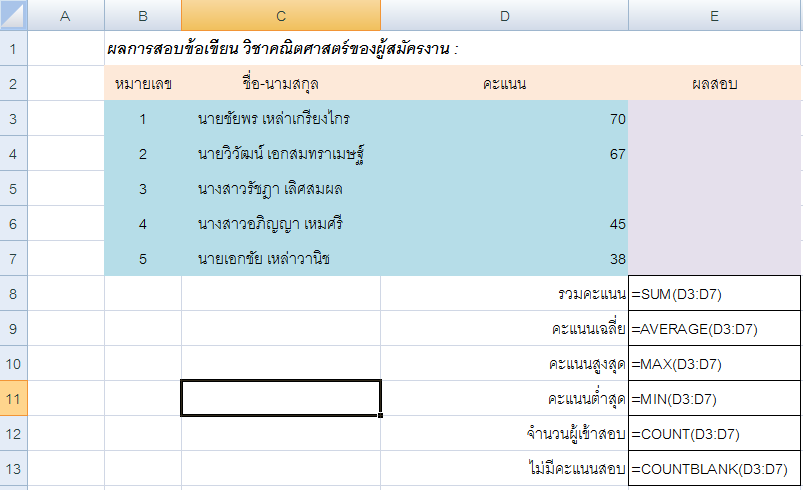 A B C D E
1 ผลการสอบข้อเขียน วิชาคณิตศาสตร์ของผู้สมัครงาน :
2 หมายเลข ชื่อ-นามสกุล คะแนน ผลสอบ
3 1 นายชัยพร เหล่าเกรียงไกร 70
4 2 นายวิวัฒน์ เอกสมทราเมษฐ์ 67
5 3 นางสาวรัชฎา เลิศสมผล
6 4 นางสาวอภิญญา เหมศรี 45
7 5 นายเอกชัย เหล่าวานิช 38
8 รวมคะแนน =SUM(D3:D7)
9 คะแนนเฉลี่ย =AVERAGE(D3:D7)
10 คะแนนสูงสุด =MAX(D3:D7)
11 คะแนนต่ำสุด =MIN(D3:D7)
12 จำนวนผู้เข้าสอบ =COUNT(D3:D7)
13 ไม่มีคะแนนสอบ =COUNTBLANK(D3:D7)